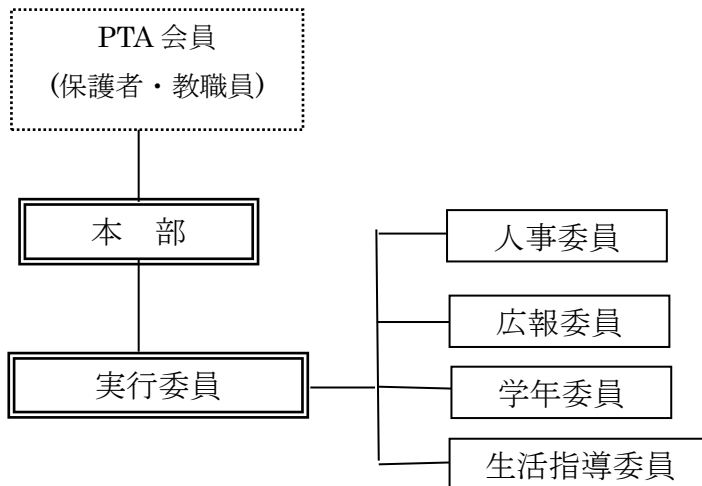 PTA 会員
(保護者・教職員)
本　部
人事委員
広報委員
実行委員
学年委員
生活指導委員